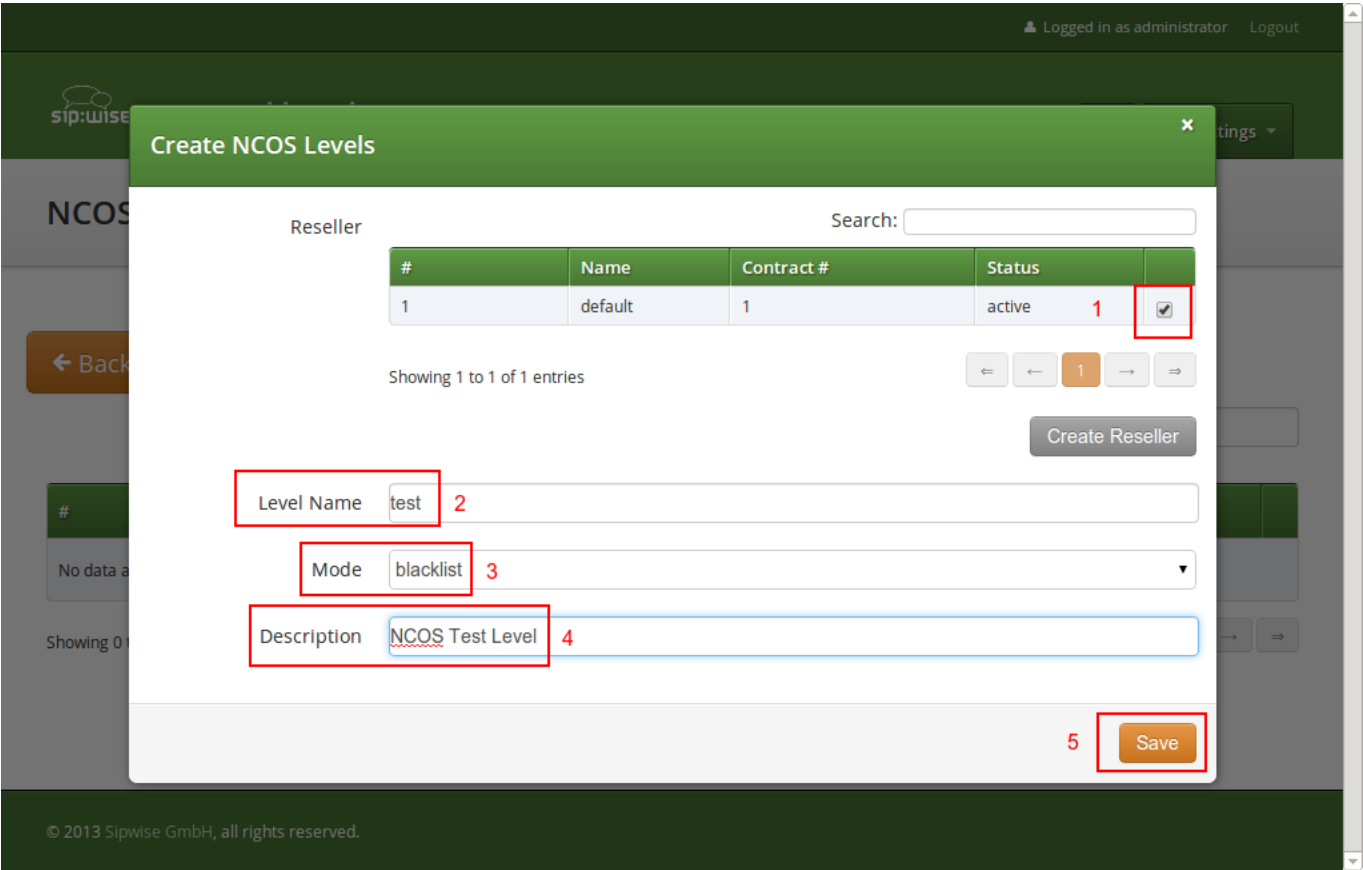 Logged in as administrator Logout
sip:wise
tings
Create NCOS Levels ×
NCOS
Reseller
Search:
# Name Contract # Status
1 default 1 active 1
Back
Showing 1 to 1 of 1 entries
⇐ ← 1 → ⇒
Create Reseller
Level Name test 2
#
Mode blacklist 3
No data a
Description NCOS Test Level 4
Showing 0 t
→ ⇒
5 Save
© 2013 Sipwise GmbH, all rights reserved.